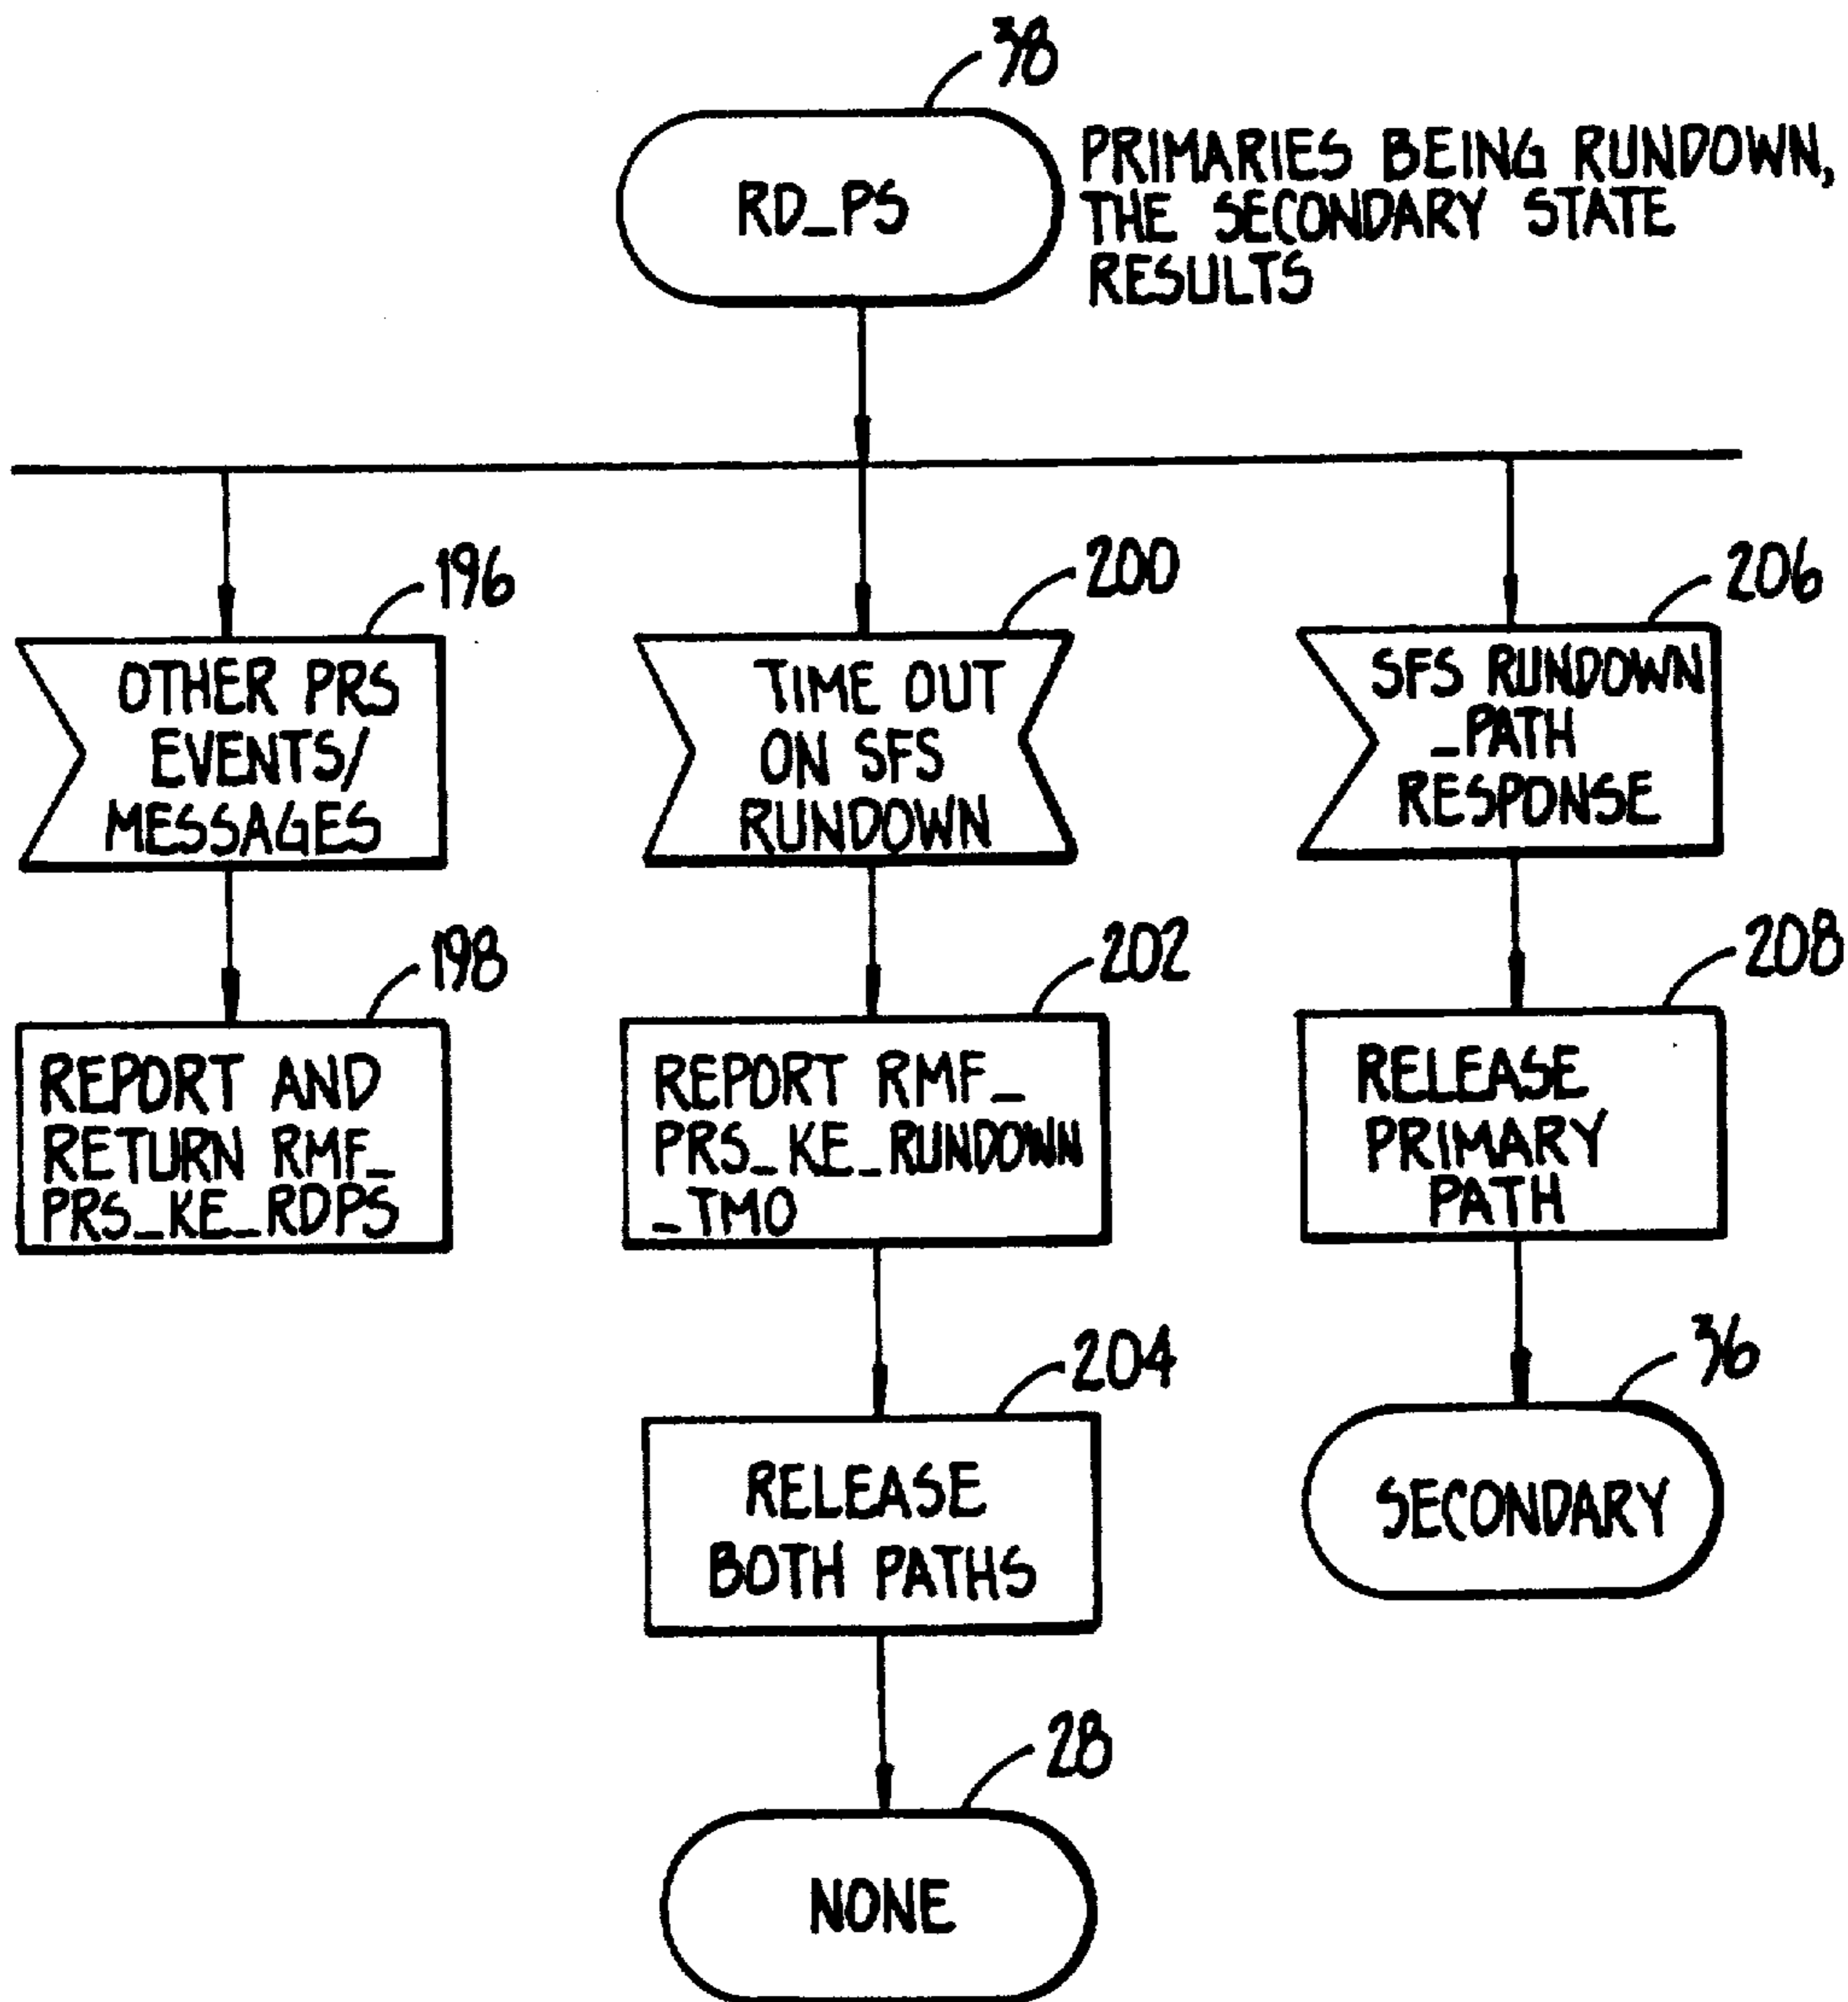 38
RD_PS
PRIMARIES BEING RUNDOWN,
THE SECONDARY STATE
RESULTS
196
OTHER PRS
EVENTS/
MESSAGES
200
TIME OUT
ON SFS
RUNDOWN
206
SFS RUNDOWN
_PATH
RESPONSE
198
REPORT AND
RETURN RMF_
PRS_KE_RDPS
202
REPORT RMF_
PRS_KE_RUNDOWN
_TMO
208
RELEASE
PRIMARY
PATH
204
RELEASE
BOTH PATHS
36
SECONDARY
28
NONE